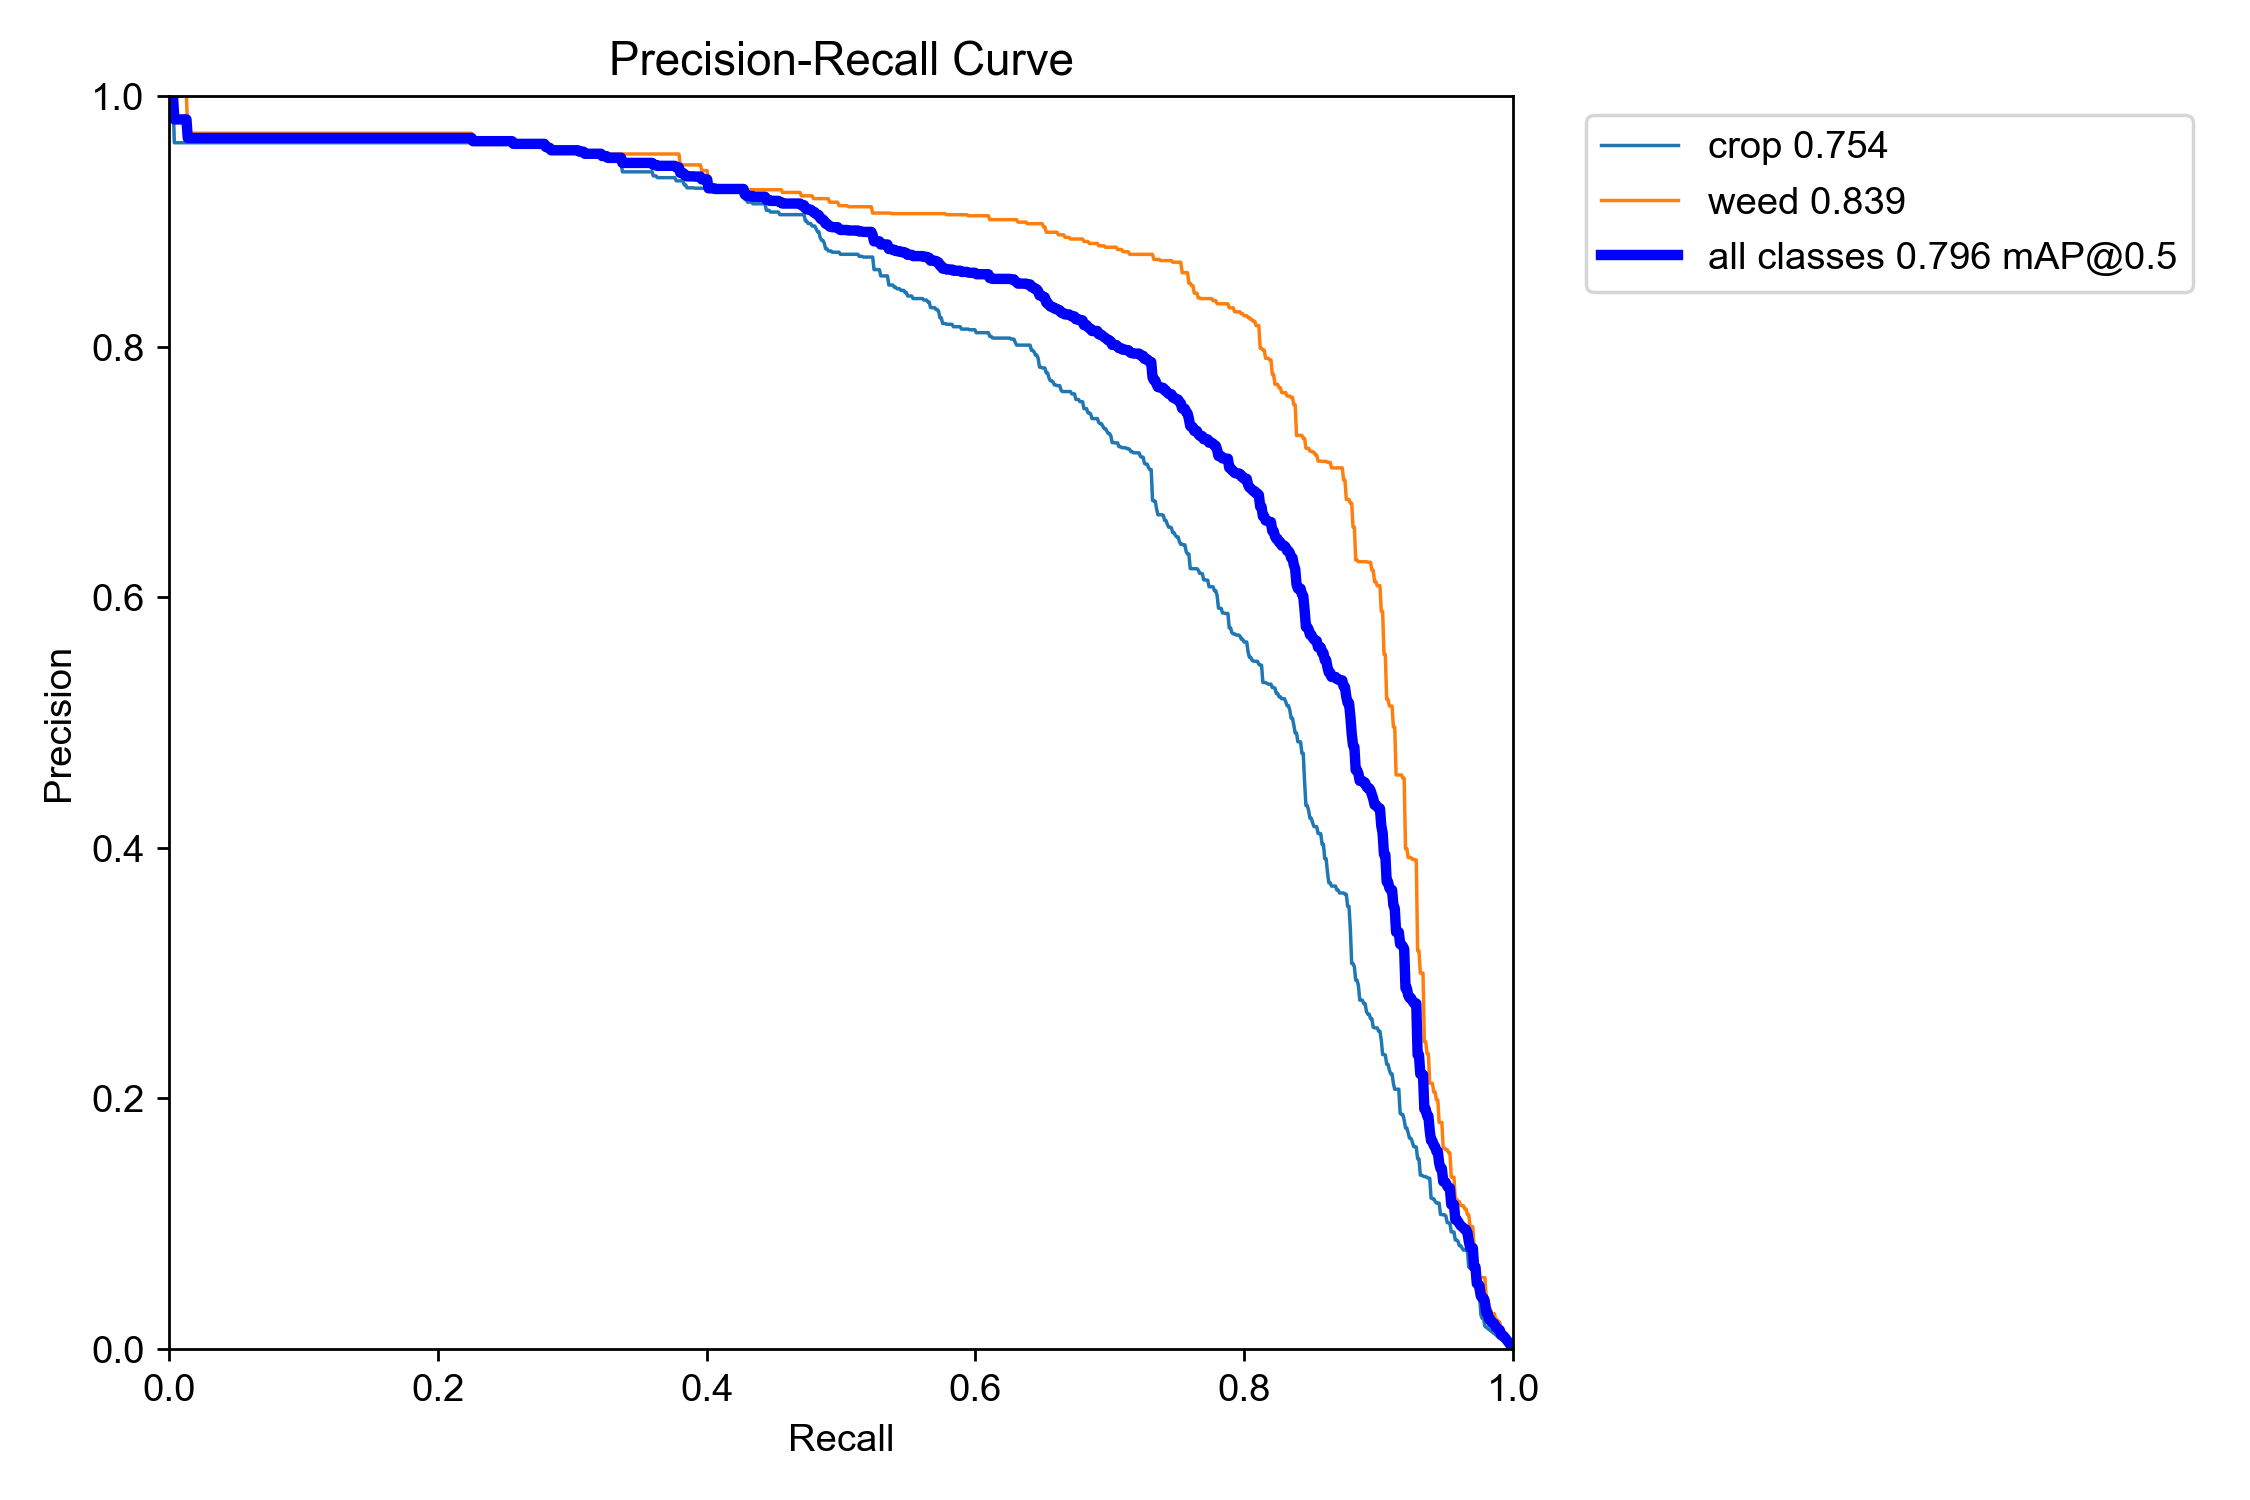 Precision-Recall Curve
crop 0.754
weed 0.839
all classes 0.796 mAP@0.5
Precision
1.0
0.8
0.6
0.4
0.2
0.0
0.0 0.2 0.4 0.6 0.8 1.0
Recall